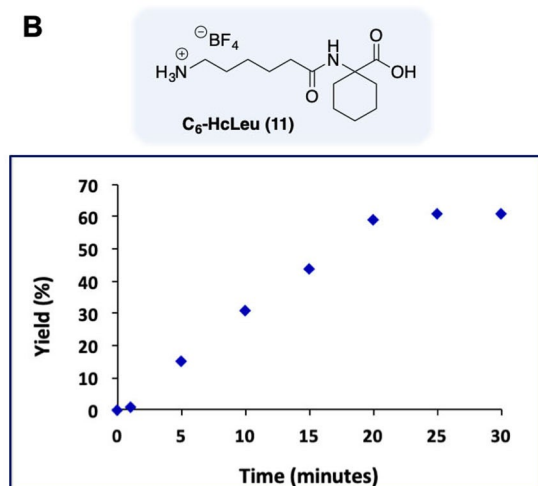 B
⊖BF4
H
N
O
⊕
H3N
OH
O
C6-HcLeu (11)
70
60
50
40
30
20
10
0
Yield (%)
0 5 10 15 20 25 30
Time (minutes)